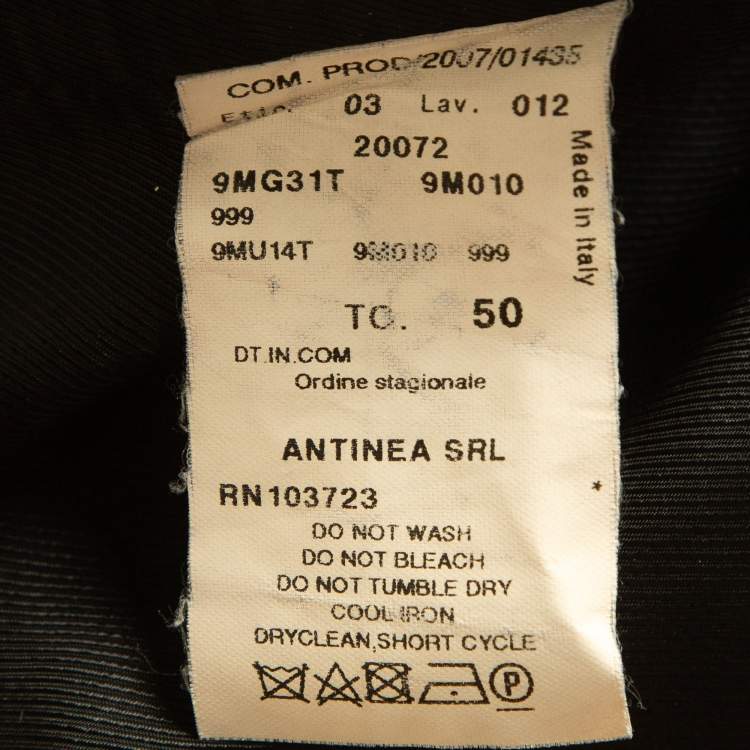 COM. PROD/2007/01435
03 Lav. 012
20072
9MG31T 9M010
999
9MU14T 9M010 999
TG. 50
DT.IN.COM
Ordine stagionale
ANTINEA SRL
RN103723 *
DO NOT WASH
DO NOT BLEACH
DO NOT TUMBLE DRY
COOL IRON
DRYCLEAN,SHORT CYCLE
P
Made in Italy